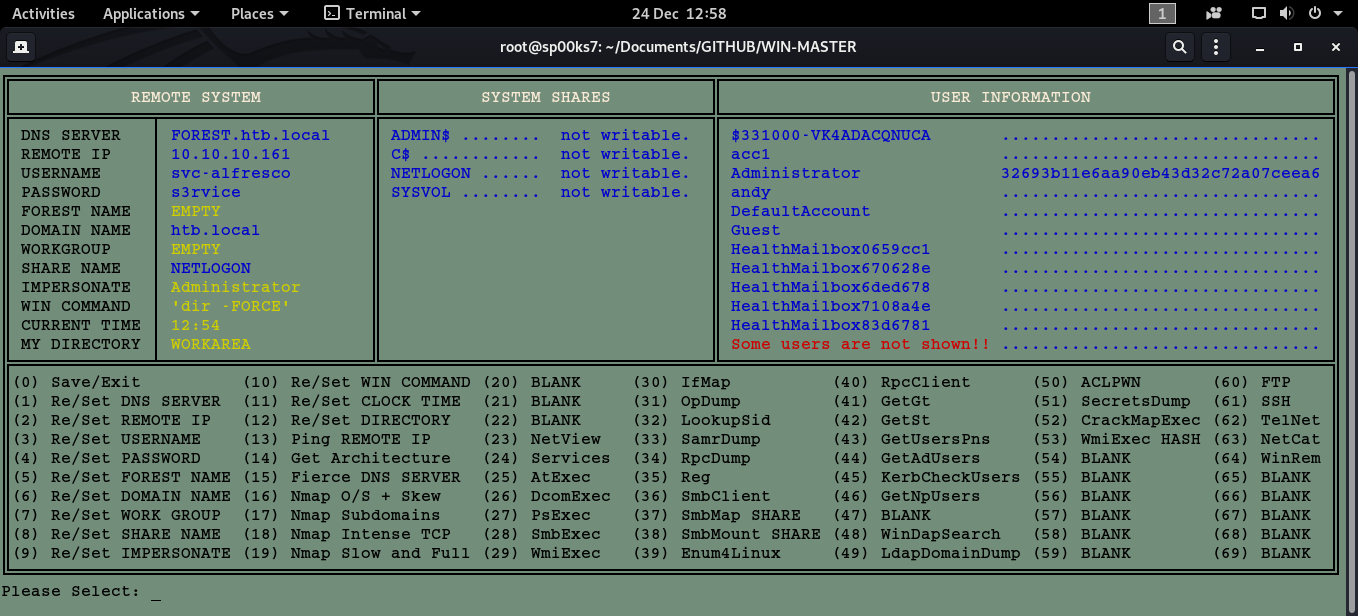 Activities Applications Places Terminal 24 Dec 12:58 1
root@sp00ks7: ~/Documents/GITHUB/WIN-MASTER
REMOTE SYSTEM SYSTEM SHARES USER INFORMATION
DNS SERVER FOREST.htb.local ADMIN$ ........ not writable. $331000-VK4ADACQNUCA ................................
REMOTE IP 10.10.10.161 C$ ............ not writable. acc1 ................................
USERNAME svc-alfresco NETLOGON ...... not writable. Administrator 32693b11e6aa90eb43d32c72a07ceea6
PASSWORD s3rvice SYSVOL ........ not writable. andy ................................
FOREST NAME EMPTY DefaultAccount ................................
DOMAIN NAME htb.local Guest ................................
WORKGROUP EMPTY HealthMailbox0659cc1 ................................
SHARE NAME NETLOGON HealthMailbox670628e ................................
IMPERSONATE Administrator HealthMailbox6ded678 ................................
WIN COMMAND 'dir -FORCE' HealthMailbox7108a4e ................................
CURRENT TIME 12:54 HealthMailbox83d6781 ................................
MY DIRECTORY WORKAREA Some users are not shown!! ................................
(0) Save/Exit (10) Re/Set WIN COMMAND (20) BLANK (30) IfMap (40) RpcClient (50) ACLPWN (60) FTP
(1) Re/Set DNS SERVER (11) Re/Set CLOCK TIME (21) BLANK (31) OpDump (41) GetGt (51) SecretsDump (61) SSH
(2) Re/Set REMOTE IP (12) Re/Set DIRECTORY (22) BLANK (32) LookupSid (42) GetSt (52) CrackMapExec (62) TelNet
(3) Re/Set USERNAME (13) Ping REMOTE IP (23) NetView (33) SamrDump (43) GetUsersPns (53) WmiExec HASH (63) NetCat
(4) Re/Set PASSWORD (14) Get Architecture (24) Services (34) RpcDump (44) GetAdUsers (54) BLANK (64) WinRem
(5) Re/Set FOREST NAME (15) Fierce DNS SERVER (25) AtExec (35) Reg (45) KerbCheckUsers (55) BLANK (65) BLANK
(6) Re/Set DOMAIN NAME (16) Nmap O/S + Skew (26) DcomExec (36) SmbClient (46) GetNpUsers (56) BLANK (66) BLANK
(7) Re/Set WORK GROUP (17) Nmap Subdomains (27) PsExec (37) SmbMap SHARE (47) BLANK (57) BLANK (67) BLANK
(8) Re/Set SHARE NAME (18) Nmap Intense TCP (28) SmbExec (38) SmbMount SHARE (48) WinDapSearch (58) BLANK (68) BLANK
(9) Re/Set IMPERSONATE (19) Nmap Slow and Full (29) WmiExec (39) Enum4Linux (49) LdapDomainDump (59) BLANK (69) BLANK
Please Select: _